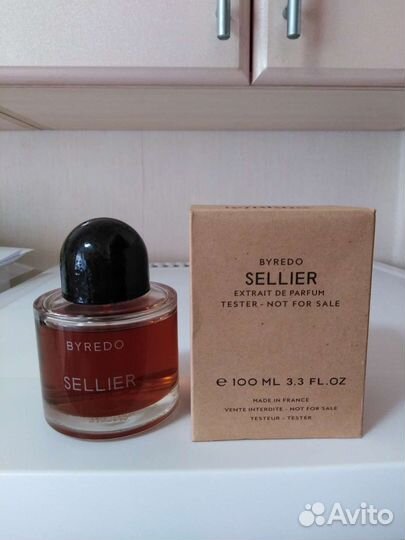 BYREDO
SELLIER
EXTRAIT DE PARFUM
TESTER - NOT FOR SALE
e 100 ML 3.3 FL.OZ
MADE IN FRANCE
VENTE INTERDITE - NOT FOR SALE
TESTEUR - TESTER
BYREDO
SELLIER
Avito